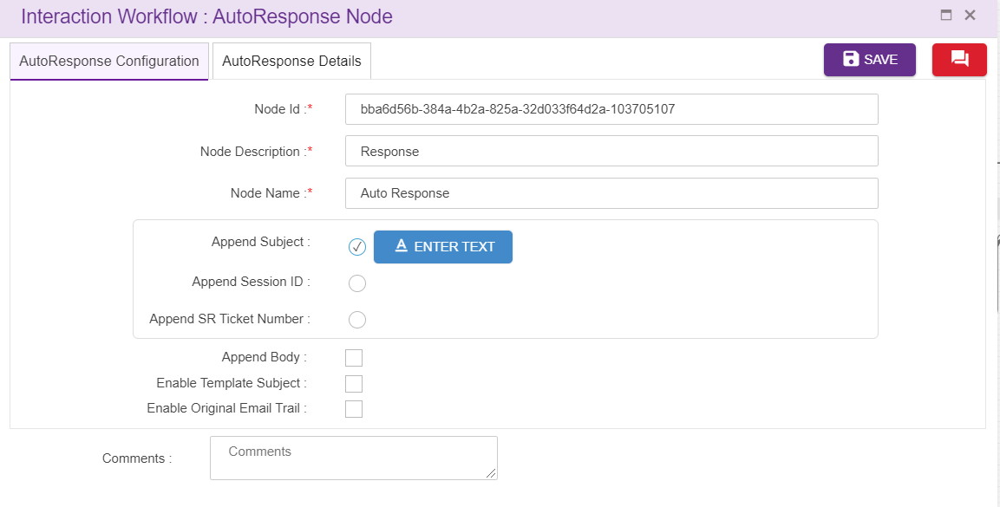 Interaction Workflow : AutoResponse Node
AutoResponse Configuration
AutoResponse Details
SAVE
Node Id :* bba6d56b-384a-4b2a-825a-32d033f64d2a-103705107
Node Description :* Response
Node Name :* Auto Response
Append Subject : A ENTER TEXT
Append Session ID :
Append SR Ticket Number :
Append Body :
Enable Template Subject :
Enable Original Email Trail :
Comments : Comments